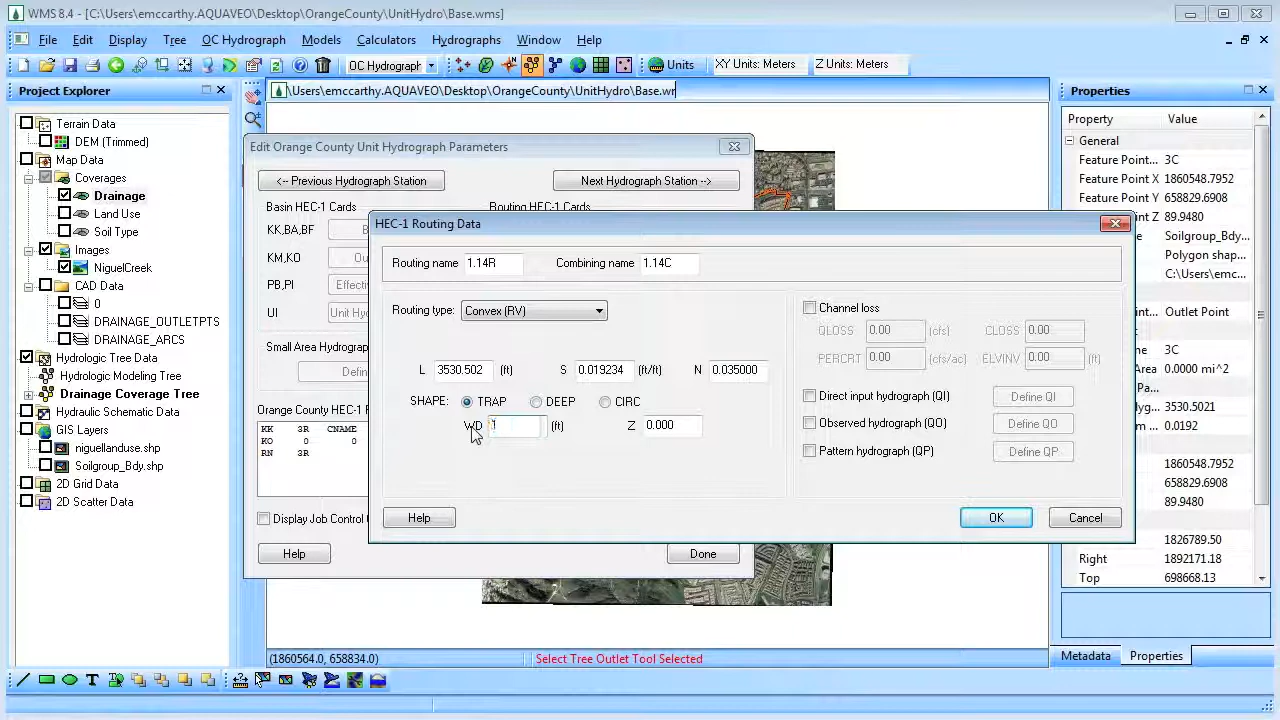 WMS 8.4 - [C:\Users\emccarthy.AQUAVEO\Desktop\OrangeCounty\UnitHydro\Base.wms]
File Edit Display Tree OC Hydrograph Models Calculators Hydrographs Window Help
OC Hydrograph Units XY Units: Meters Z Units: Meters
Project Explorer
\Users\emccarthy.AQUAVEO\Desktop\OrangeCounty\UnitHydro\Base.wr
Properties
Terrain Data
DEM (Trimmed)
Map Data
Coverages
Drainage
Land Use
Soil Type
Images
NiguelCreek
CAD Data
0
DRAINAGE_OUTLETPTS
DRAINAGE_ARCS
Hydrologic Tree Data
Hydrologic Modeling Tree
Drainage Coverage Tree
Hydraulic Schematic Data
GIS Layers
niguellanduse.shp
Soilgroup_Bdy.shp
2D Grid Data
2D Scatter Data
Edit Orange County Unit Hydrograph Parameters
<-- Previous Hydrograph Station
Next Hydrograph Station -->
Basin HEC-1 Cards
Routing HEC-1 Cards
KK,BA,BF
KM,KO
Ou
PB,PI
Effecti
UI
Unit Hy
Small Area Hydrograp
Defin
Orange County HEC-1
KK 3R CNAME
KO 0 0
RN 3R
Display Job Control
Help
Done
HEC-1 Routing Data
Routing name 1.14R Combining name 1.14C
Routing type: Convex (RV)
L 3530.502 (ft) S 0.019234 (ft/ft) N 0.035000
SHAPE: TRAP DEEP CIRC
(ft) Z 0.000
Channel loss
QLOSS 0.00 (cfs) CLOSS 0.00
PERCRT 0.00 (cfs/ac) ELVINV 0.00 (ft)
Direct input hydrograph (QI) Define QI
Observed hydrograph (QO) Define QO
Pattern hydrograph (QP) Define QP
Help OK Cancel
Property Value
General
Feature Point... 3C
Feature Point X 1860548.7952
Feature Point Y 658829.6908
Feature Point Z 89.9480
Soilgroup_Bdy...
Polygon shap...
C:\Users\emc...
Outlet Point
3C
Area 0.0000 mi^2
3530.5021
m... 0.0192
1860548.7952
658829.6908
89.9480
1826789.50
Right 1892171.18
Top 698668.13
Metadata Properties
(1860564.0, 658834.0) Select Tree Outlet Tool Selected